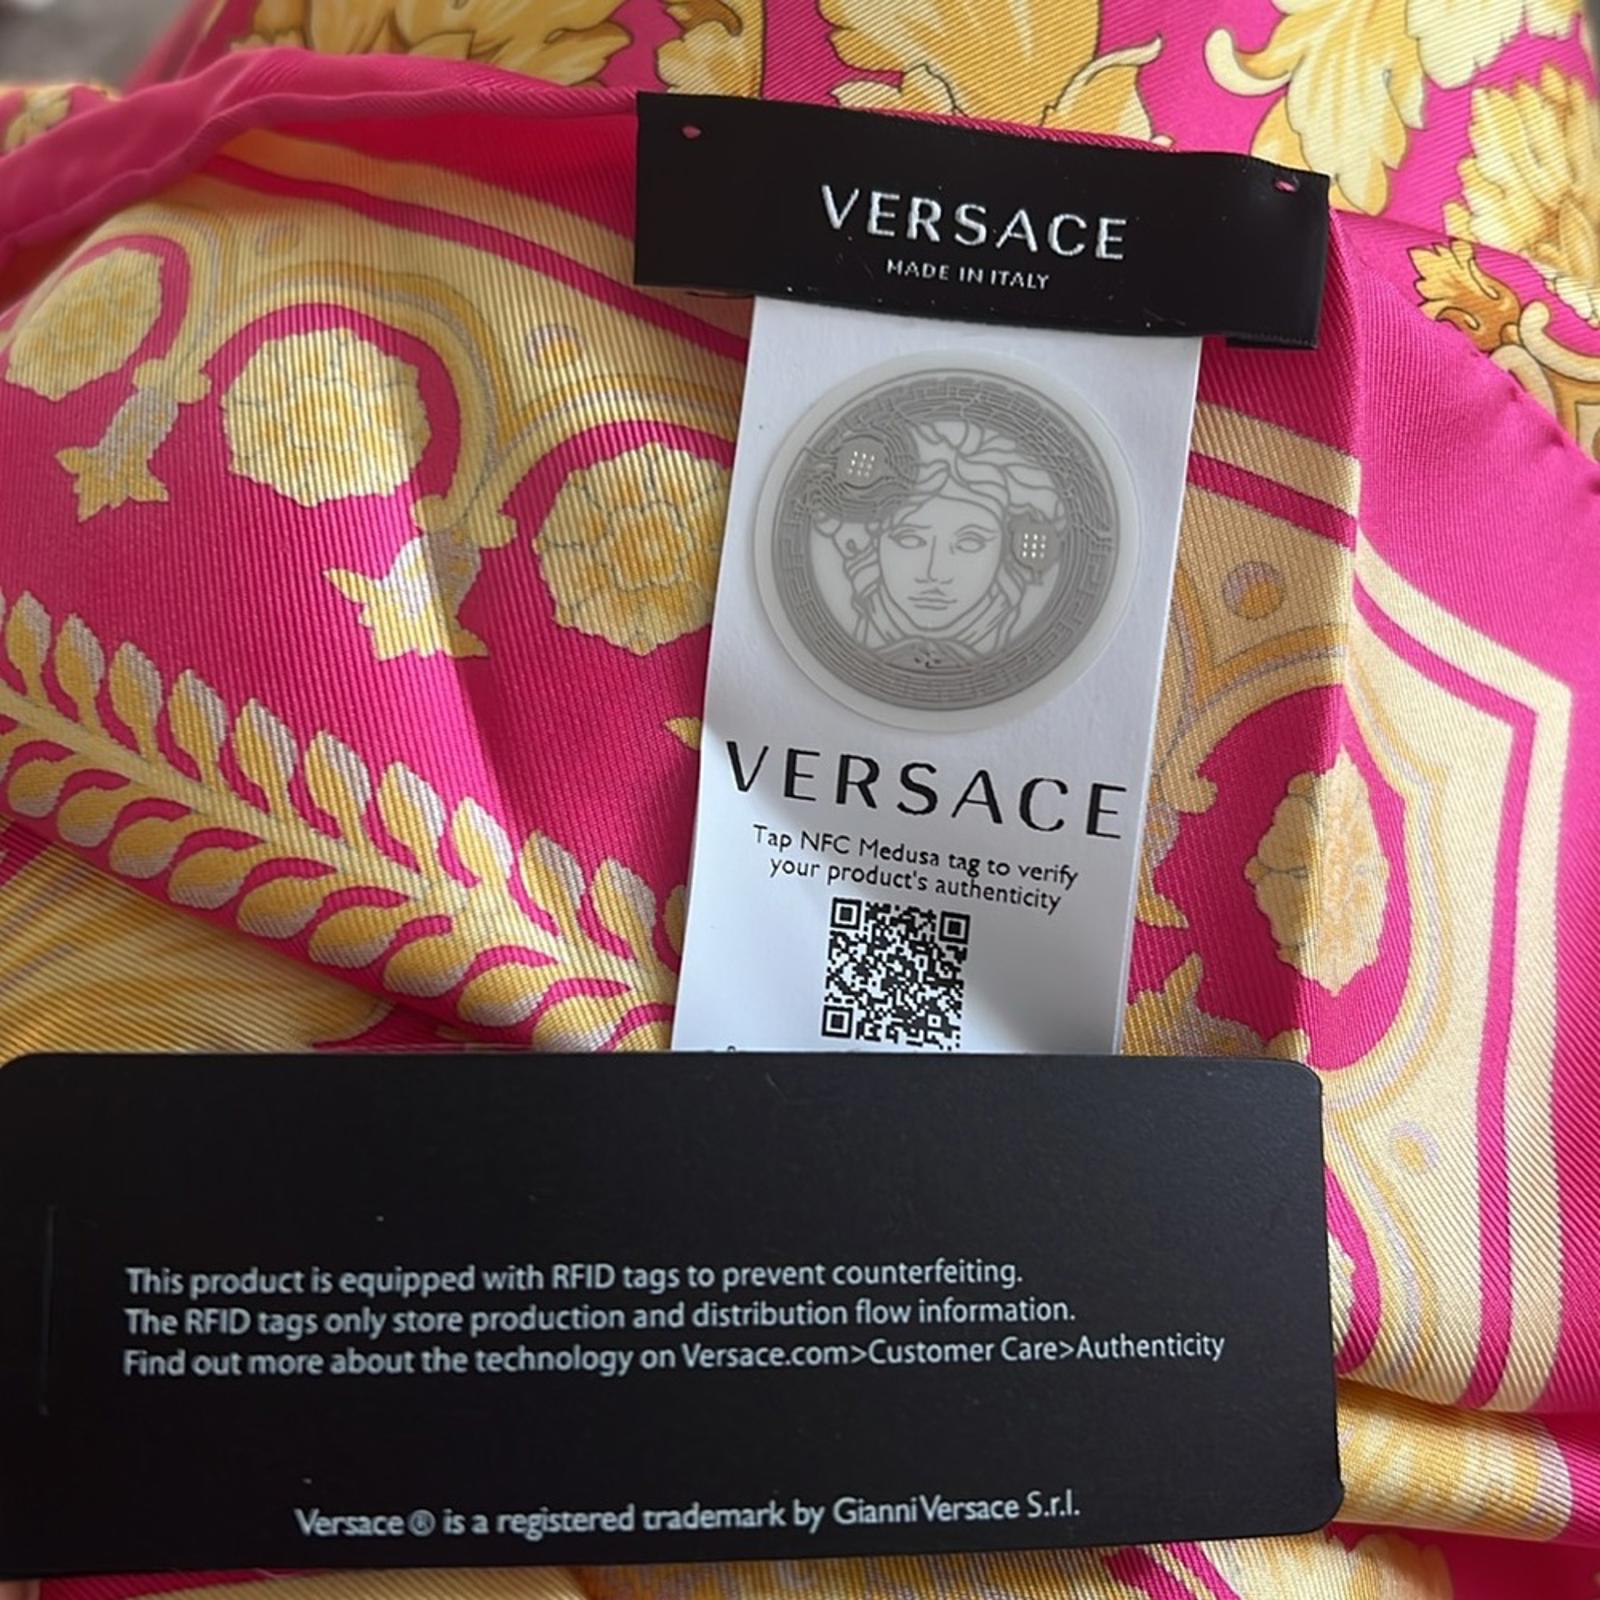 VERSACE
MADE IN ITALY
VERSACE
Tap NFC Medusa tag to verify
your product's authenticity
This product is equipped with RFID tags to prevent counterfeiting.
The RFID tags only store production and distribution flow information.
Find out more about the technology on Versace.com>Customer Care>Authenticity
Versace® is a registered trademark by Gianni Versace S.r.l.